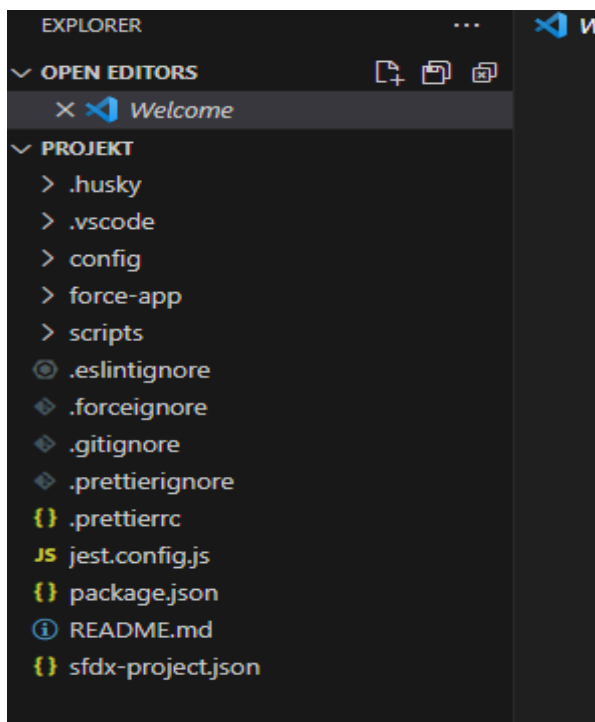 EXPLORER
OPEN EDITORS
Welcome
PROJEKT
.husky
.vscode
config
force-app
scripts
.eslintignore
.forceignore
.gitignore
.prettierignore
{} .prettierrc
JS jest.config.js
{} package.json
README.md
{} sfdx-project.json